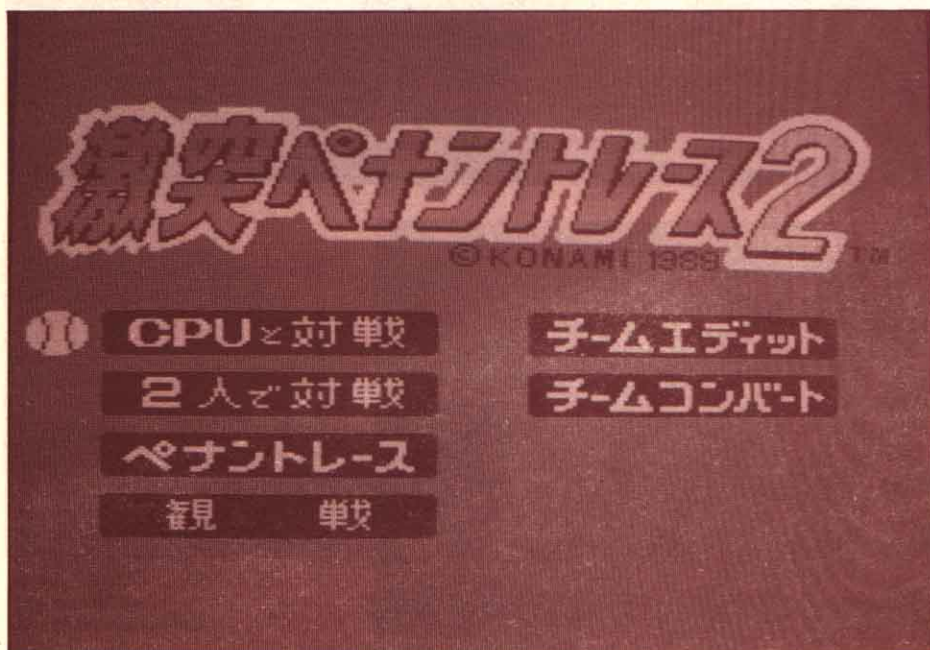 激突ペナントレース2
©KONAMI 1989 TM
CPUと対戦
2人で対戦
ペナントレース
観 戦
チームエディット
チームコンバート